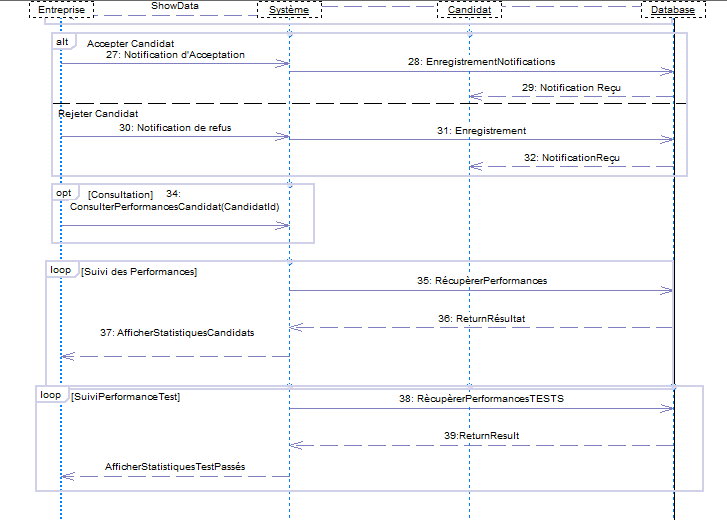 ShowData
Entreprise
Système
Candidat
Database
alt
Accepter Candidat
27: Notification d'Acceptation
28: EnregistrementNotifications
29: Notification Reçu
Rejeter Candidat
30: Notification de refus
31: Enregistrement
32: NotificationReçu
opt
[Consultation] 34:
ConsulterPerformancesCandidat(CandidatId)
loop
[Suivi des Performances]
35: RécupèrerPerformances
36: ReturnRésultat
37: AfficherStatistiquesCandidats
loop
[SuiviPerformanceTest]
38: RècupèrerPerformancesTESTS
39:ReturnResult
AfficherStatistiquesTestPassés